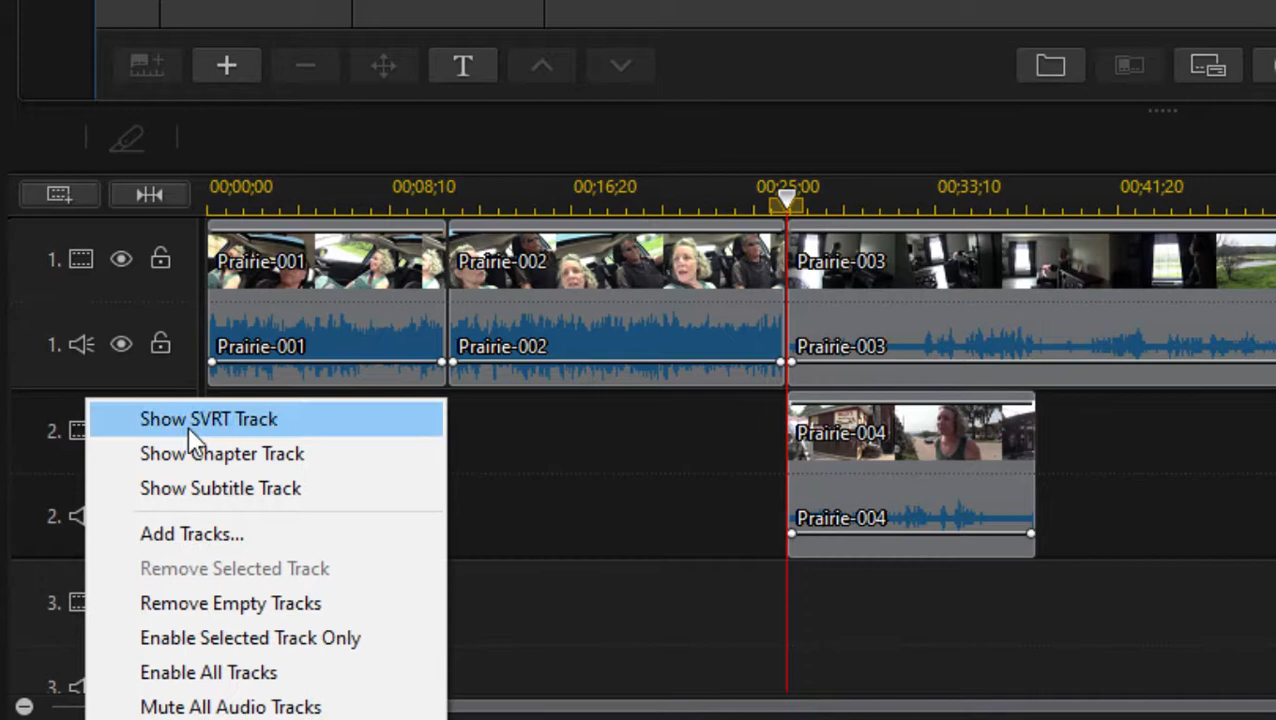 T
00;00;00 00;08;10 00;16;20 00;25;00 00;33;10 00;41;20
1. Prairie-001 Prairie-002 Prairie-003
1. Prairie-001 Prairie-002 Prairie-003
Show SVRT Track
2. Prairie-004
Show Chapter Track
Show Subtitle Track
2. Prairie-004
Add Tracks...
Remove Selected Track
3. Remove Empty Tracks
Enable Selected Track Only
Enable All Tracks
3.
Mute All Audio Tracks